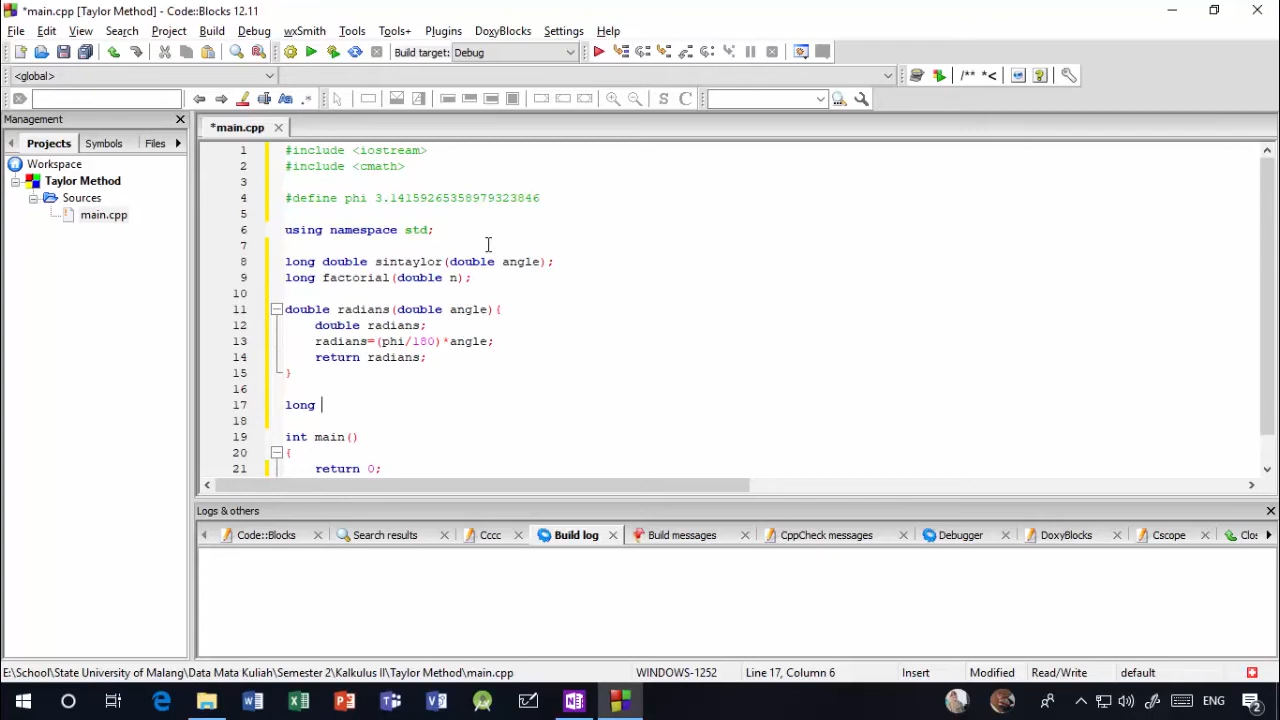 *main.cpp [Taylor Method] - Code::Blocks 12.11
File Edit View Search Project Build Debug wxSmith Tools Tools+ Plugins DoxyBlocks Settings Help
Build target: Debug
<global>
/** *<
S C
Management
*main.cpp
Projects Symbols Files
Workspace
Taylor Method
Sources
main.cpp
1 #include <iostream>
2 #include <cmath>
3
4 #define phi 3.14159265358979323846
5
6 using namespace std;
7
8 long double sintaylor(double angle);
9 long factorial(double n);
10
11 double radians(double angle){
12 double radians;
13 radians=(phi/180)*angle;
14 return radians;
15 }
16
17 long
18
19 int main()
20 {
21 return 0;
Logs & others
Code::Blocks Search results Cccc Build log Build messages CppCheck messages Debugger DoxyBlocks Cscope Clo
E:\School\State University of Malang\Data Mata Kuliah\Semester 2\Kalkulus II\Taylor Method\main.cpp WINDOWS-1252 Line 17, Column 6 Insert Modified Read/Write default
ENG 2